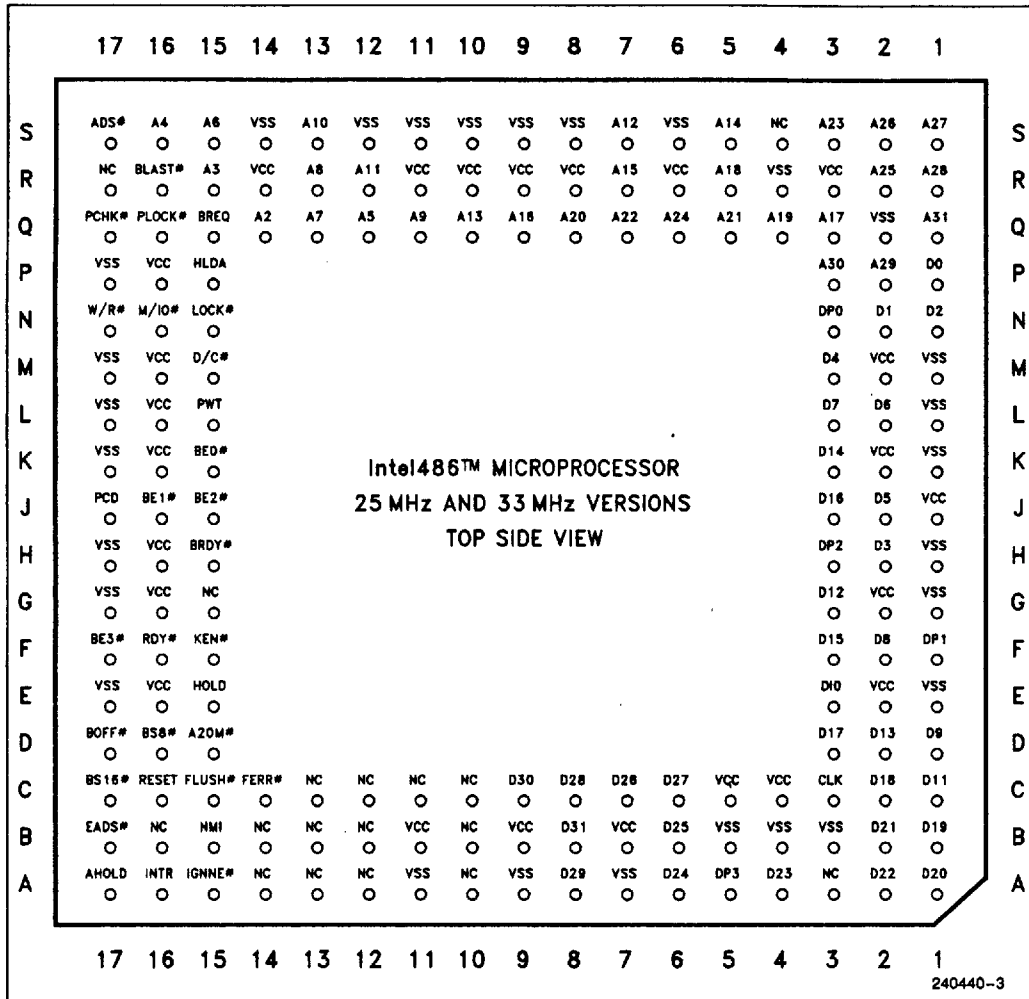 17 16 15 14 13 12 11 10 9 8 7 6 5 4 3 2 1
S ADS# A4 A6 VSS A10 VSS VSS VSS VSS VSS A12 VSS A14 NC A23 A26 A27 S
R NC BLAST# A3 VCC A8 A11 VCC VCC VCC VCC A15 VCC A18 VSS VCC A25 A28 R
Q PCHK# PLOCK# BREQ A2 A7 A5 A9 A13 A16 A20 A22 A24 A21 A19 A17 VSS A31 Q
P VSS VCC HLDA A30 A29 D0 P
N W/R# M/IO# LOCK# DP0 D1 D2 N
M VSS VCC D/C# D4 VCC VSS M
L VSS VCC PWT D7 D6 VSS L
K VSS VCC BE0# D14 VCC VSS K
Intel486™ MICROPROCESSOR
J PCD BE1# BE2# 25 MHz AND 33 MHz VERSIONS D16 D5 VCC J
TOP SIDE VIEW
H VSS VCC BRDY# DP2 D3 VSS H
G VSS VCC NC D12 VCC VSS G
F BE3# RDY# KEN# D15 D8 DP1 F
E VSS VCC HOLD DI0 VCC VSS E
D BOFF# BS8# A20M# D17 D13 D9 D
C BS16# RESET FLUSH# FERR# NC NC NC NC D30 D28 D26 D27 VCC VCC CLK D18 D11 C
B EADS# NC NMI NC NC NC VCC NC VCC D31 VCC D25 VSS VSS VSS D21 D19 B
A AHOLD INTR IGNNE# NC NC NC VSS NC VSS D29 VSS D24 DP3 D23 NC D22 D20 A
17 16 15 14 13 12 11 10 9 8 7 6 5 4 3 2 1
240440-3